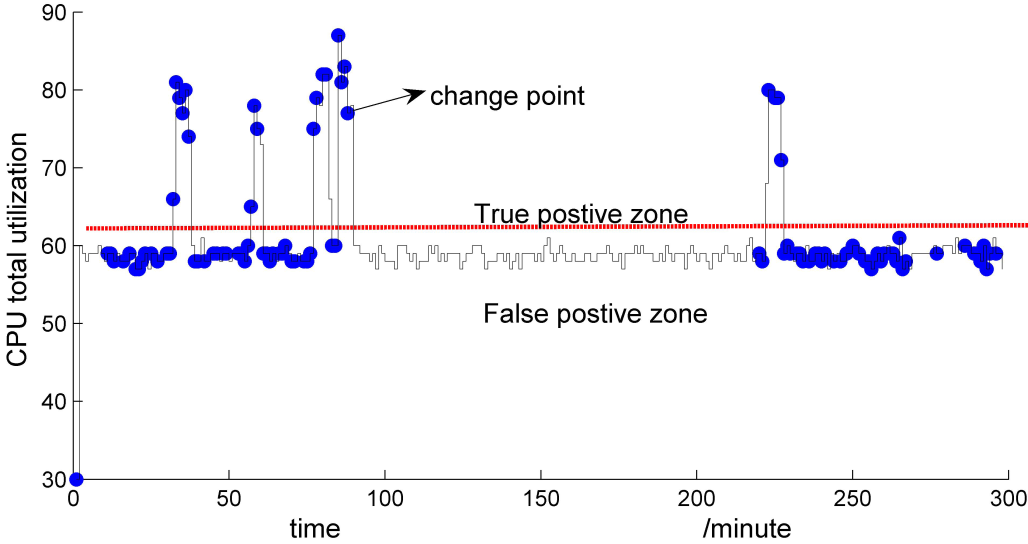 90
80
70
60
50
40
30
CPU total utilization
change point
True postive zone
False postive zone
0
50
100
150
200
250
300
time
/minute